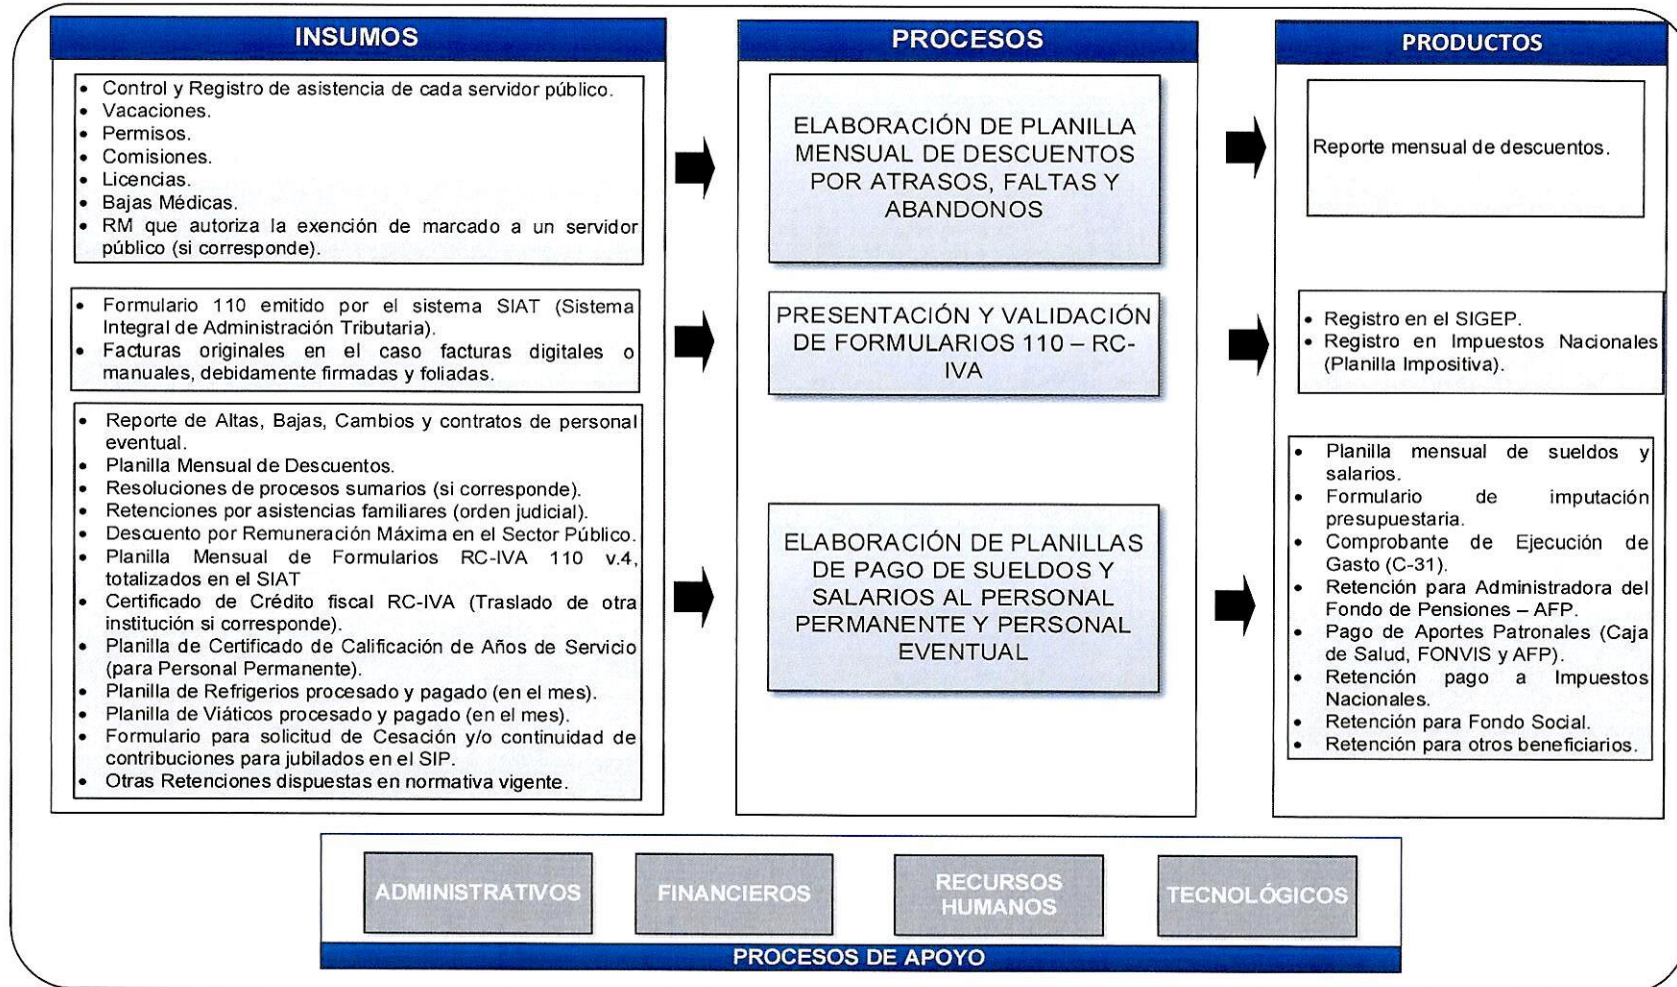 INSUMOS
• Control y Registro de asistencia de cada servidor público.
• Vacaciones.
• Permisos.
• Comisiones.
• Licencias.
• Bajas Médicas.
• RM que autoriza la exención de marcado a un servidor
público (si corresponde).
• Formulario 110 emitido por el sistema SIAT (Sistema
Integral de Administración Tributaria).
• Facturas originales en el caso facturas digitales o
manuales, debidamente firmadas y foliadas.
• Reporte de Altas, Bajas, Cambios y contratos de personal
eventual.
• Planilla Mensual de Descuentos.
• Resoluciones de procesos sumarios (si corresponde).
• Retenciones por asistencias familiares (orden judicial).
• Descuento por Remuneración Máxima en el Sector Público.
• Planilla Mensual de Formularios RC-IVA 110 v.4,
totalizados en el SIAT
• Certificado de Crédito fiscal RC-IVA (Traslado de otra
institución si corresponde).
• Planilla de Certificado de Calificación de Años de Servicio
(para Personal Permanente).
• Planilla de Refrigerios procesado y pagado (en el mes).
• Planilla de Viáticos procesado y pagado (en el mes).
• Formulario para solicitud de Cesación y/o continuidad de
contribuciones para jubilados en el SIP.
• Otras Retenciones dispuestas en normativa vigente.
PROCESOS
ELABORACIÓN DE PLANILLA
MENSUAL DE DESCUENTOS
POR ATRASOS, FALTAS Y
ABANDONOS
PRESENTACIÓN Y VALIDACIÓN
DE FORMULARIOS 110 – RC-
IVA
ELABORACIÓN DE PLANILLAS
DE PAGO DE SUELDOS Y
SALARIOS AL PERSONAL
PERMANENTE Y PERSONAL
EVENTUAL
PRODUCTOS
Reporte mensual de descuentos.
• Registro en el SIGEP.
• Registro en Impuestos Nacionales
(Planilla Impositiva).
• Planilla mensual de sueldos y
salarios.
• Formulario de imputación
presupuestaria.
• Comprobante de Ejecución de
Gasto (C-31).
• Retención para Administradora del
Fondo de Pensiones – AFP.
• Pago de Aportes Patronales (Caja
de Salud, FONVIS y AFP).
• Retención pago a Impuestos
Nacionales.
• Retención para Fondo Social.
• Retención para otros beneficiarios.
ADMINISTRATIVOS
FINANCIEROS
RECURSOS
HUMANOS
TECNOLÓGICOS
PROCESOS DE APOYO